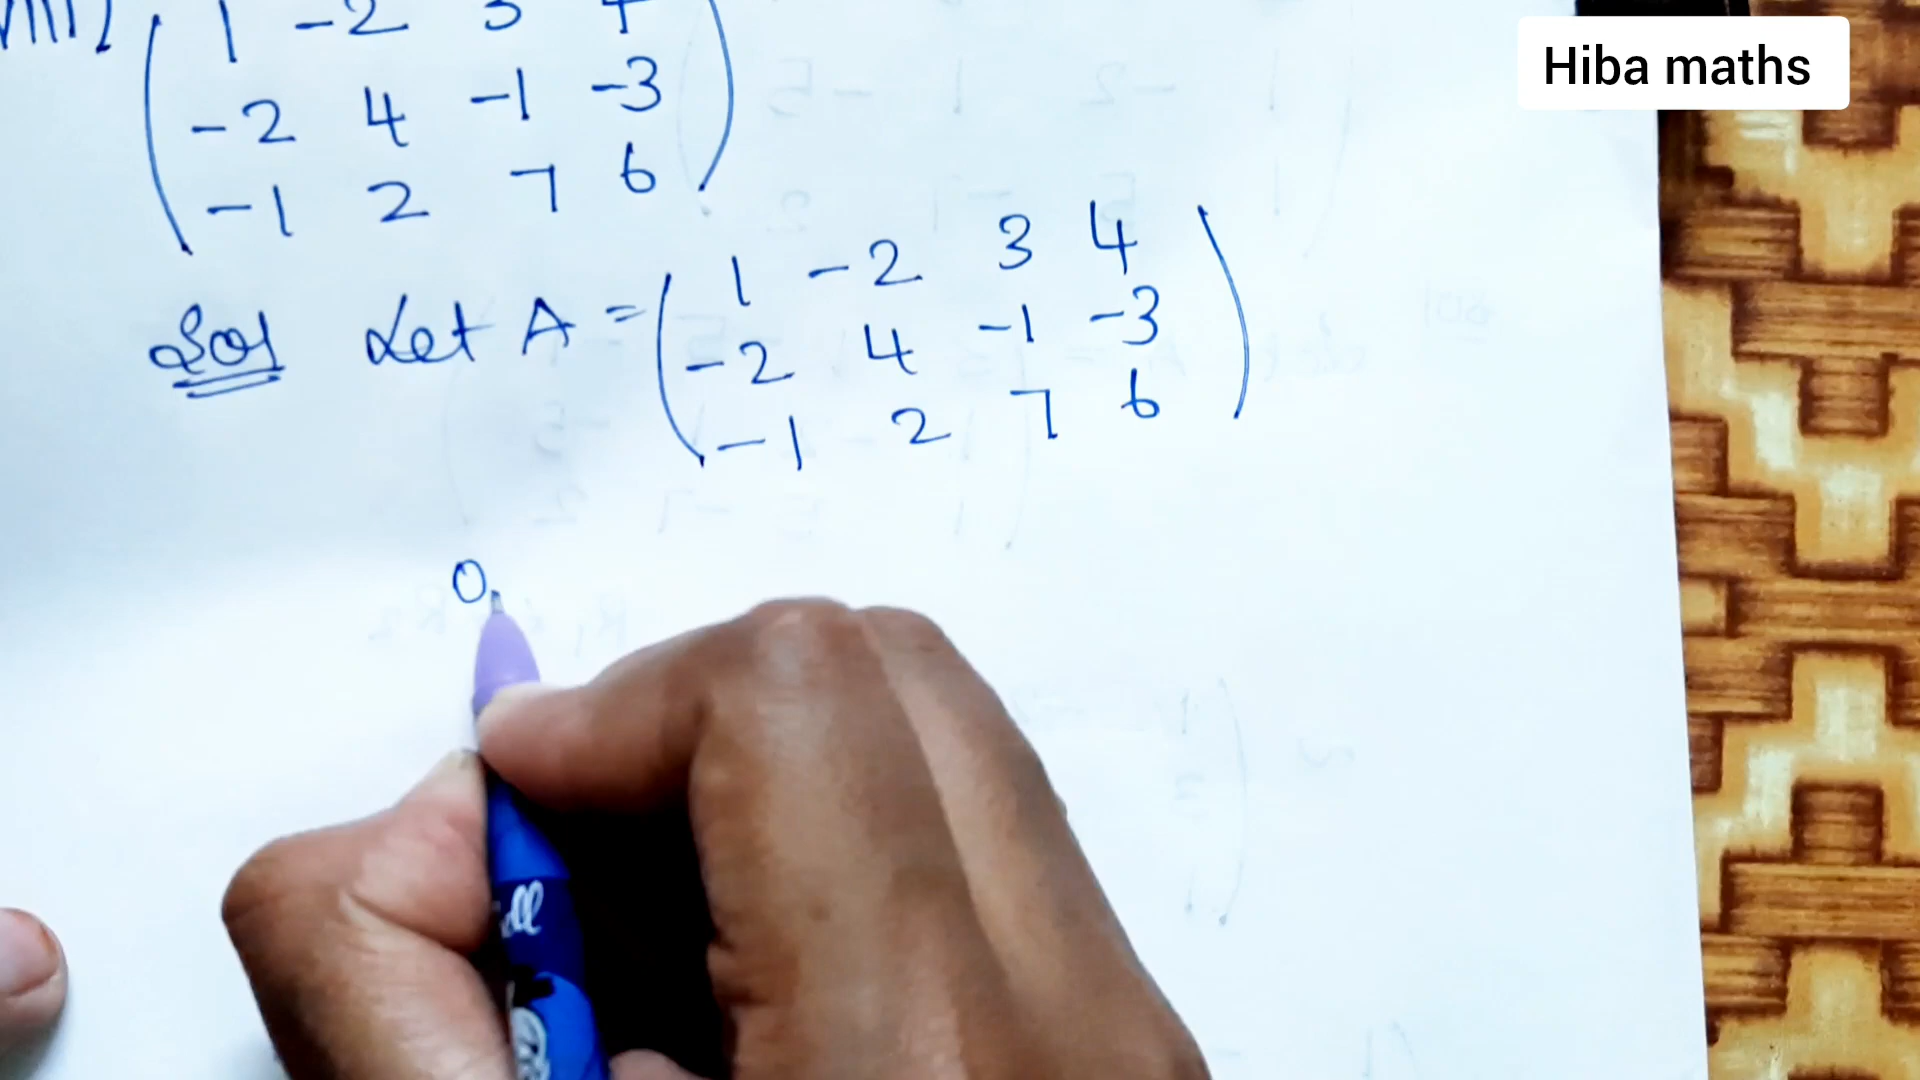 Hiba maths
viii) 1 -2 3 4
-2 4 -1 -3
-1 2 7 6
Sol Let A = 1 -2 3 4
-2 4 -1 -3
-1 2 7 6
O